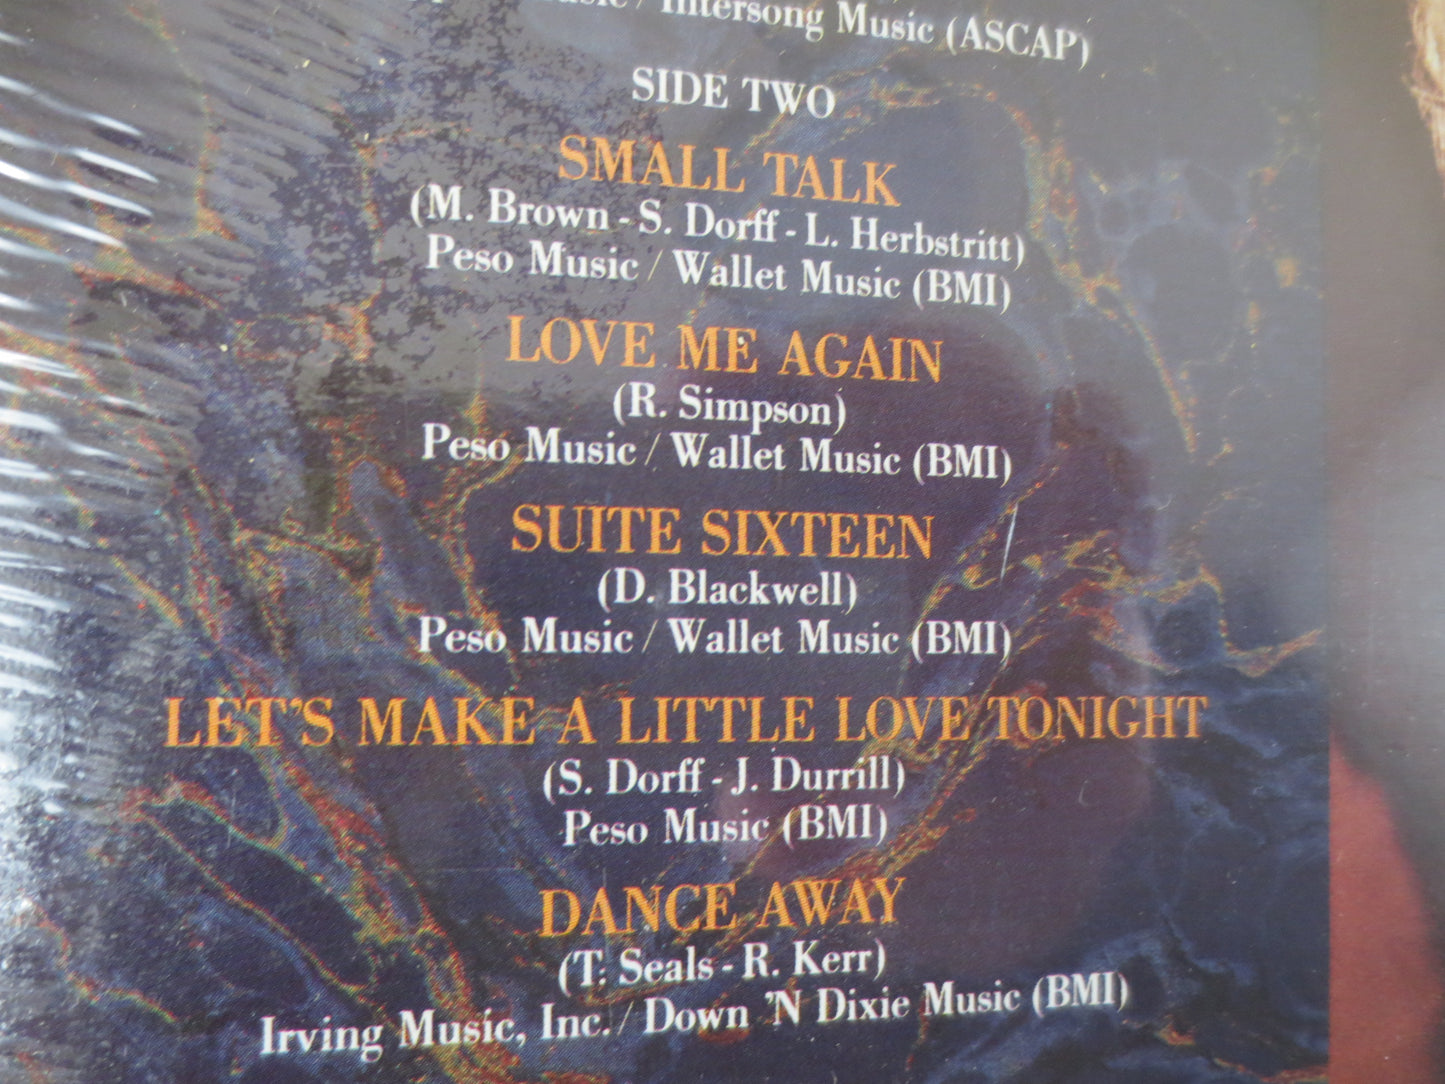 Music / Intersong Music (ASCAP)
SIDE TWO
SMALL TALK
(M. Brown - S. Dorff - L. Herbstritt)
Peso Music / Wallet Music (BMI)
LOVE ME AGAIN
(R. Simpson)
Peso Music / Wallet Music (BMI)
SUITE SIXTEEN
(D. Blackwell)
Peso Music / Wallet Music (BMI)
LET'S MAKE A LITTLE LOVE TONIGHT
(S. Dorff - J. Durrill)
Peso Music (BMI)
DANCE AWAY
(T. Seals - R. Kerr)
Irving Music, Inc. / Down 'N Dixie Music (BMI)